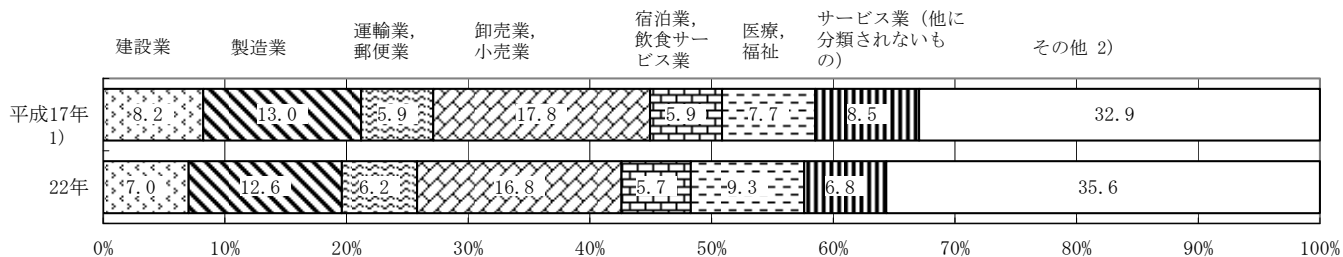 建設業
製造業
運輸業，
郵便業
卸売業，
小売業
宿泊業，
飲食サー
ビス業
医療，
福祉
サービス業（他に
分類されないも
の）
その他 2)
平成17年
1)
8.2 13.0 5.9 17.8 5.9 7.7 8.5 32.9
22年
7.0 12.6 6.2 16.8 5.7 9.3 6.8 35.6
0% 10% 20% 30% 40% 50% 60% 70% 80% 90% 100%